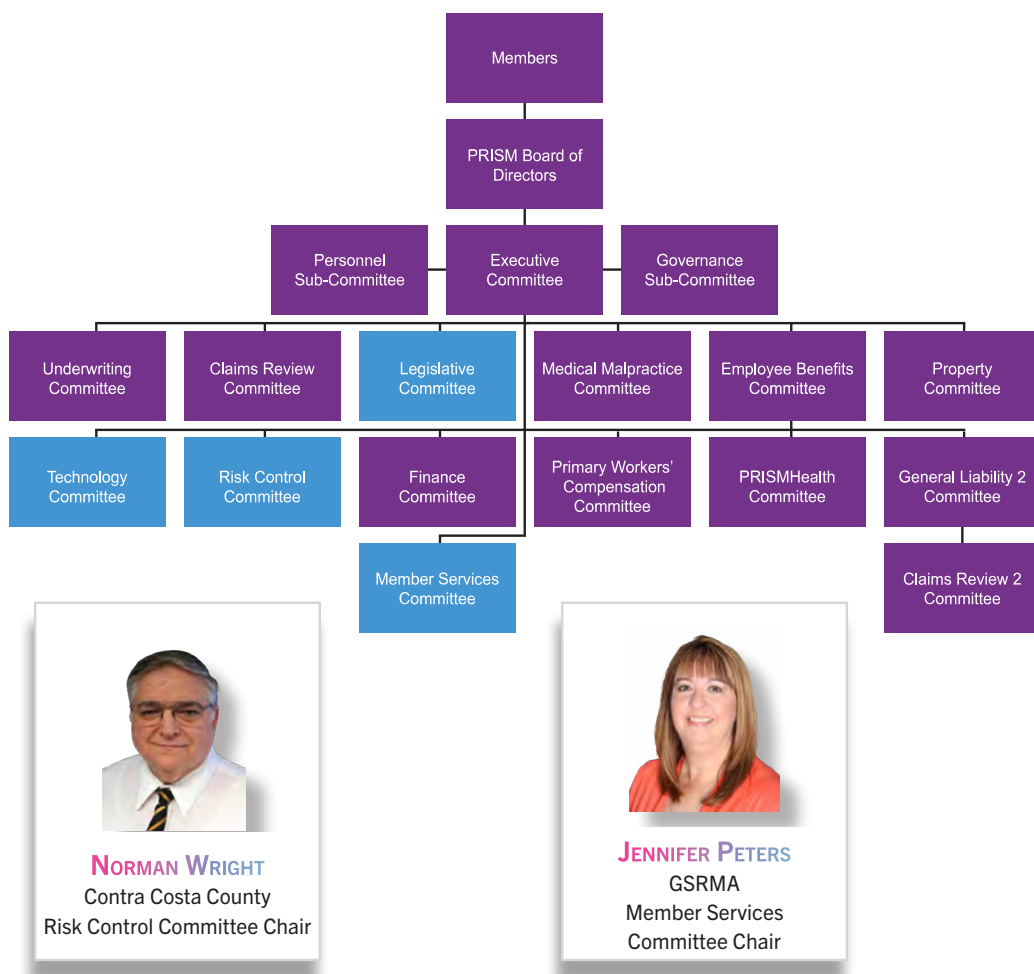 Members
PRISM Board of
Directors
Personnel
Sub-Committee
Executive
Committee
Governance
Sub-Committee
Underwriting
Committee
Claims Review
Committee
Legislative
Committee
Medical Malpractice
Committee
Employee Benefits
Committee
Property
Committee
Technology
Committee
Risk Control
Committee
Finance
Committee
Primary Workers'
Compensation
Committee
PRISMHealth
Committee
General Liability 2
Committee
Member Services
Committee
Claims Review 2
Committee
NORMAN WRIGHT
Contra Costa County
Risk Control Committee Chair
JENNIFER PETERS
GSRMA
Member Services
Committee Chair